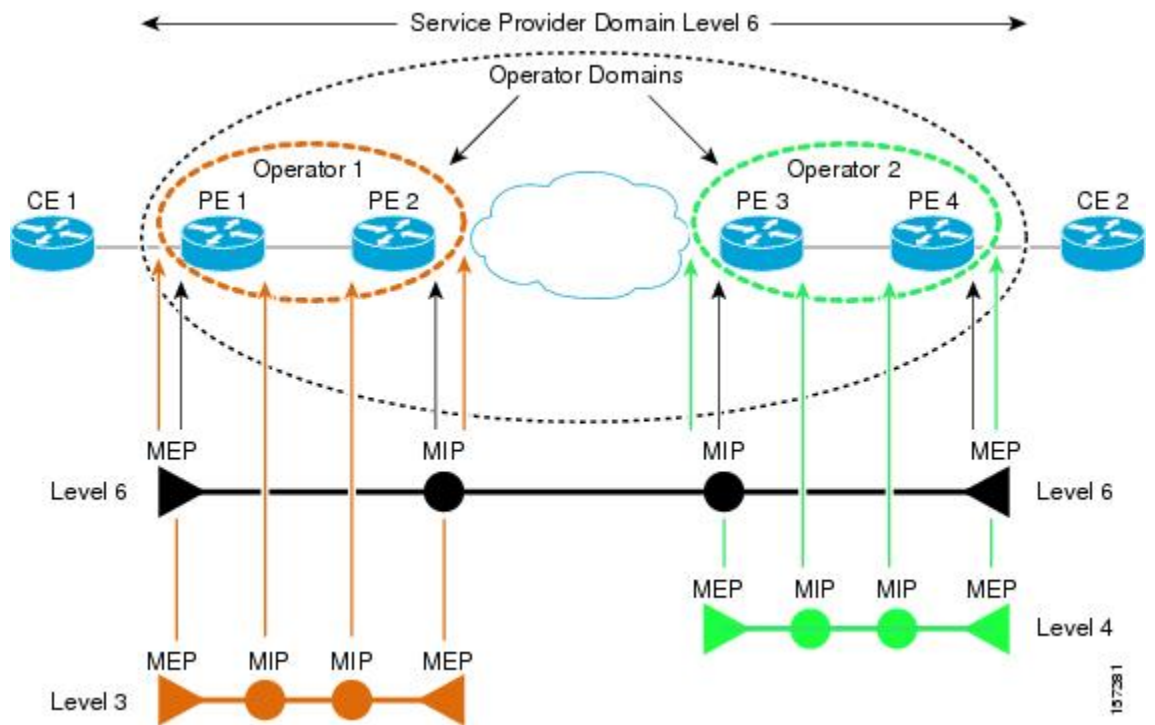 Service Provider Domain Level 6
Operator Domains
Operator 1
Operator 2
CE 1
PE 1
PE 2
PE 3
PE 4
CE 2
MEP
MIP
MIP
MEP
Level 6
Level 6
MEP
MIP
MIP
MEP
Level 4
MEP
MIP
MIP
MEP
Level 3
157281